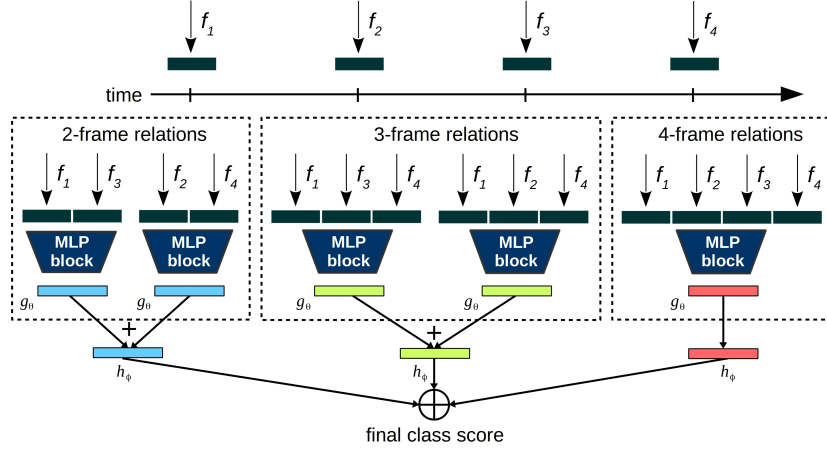 f1 f2 f3 f4
time
2-frame relations 3-frame relations 4-frame relations
f1 f3 f2 f4 f1 f3 f4 f1 f2 f4 f1 f2 f3 f4
MLP block MLP block MLP block MLP block MLP block
gθ gθ gθ gθ gθ
+ +
hϕ hϕ hϕ
final class score